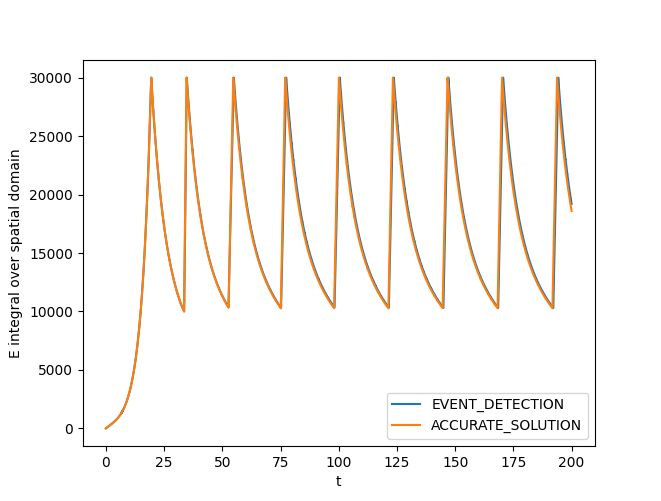 30000
25000
20000
15000
10000
5000
0
E integral over spatial domain
EVENT_DETECTION
ACCURATE_SOLUTION
0 25 50 75 100 125 150 175 200
t